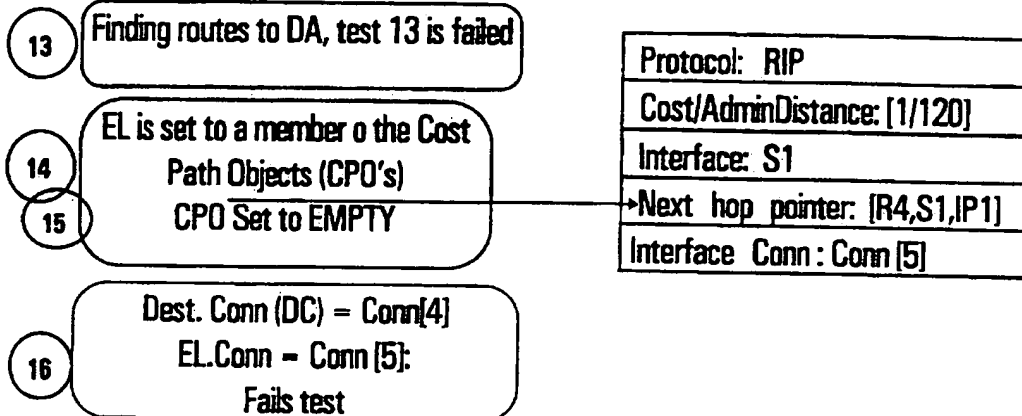 13
Finding routes to DA, test 13 is failed
14
15
EL is set to a member o the Cost
Path Objects (CPO's)
CPO Set to EMPTY
16
Dest. Conn (DC) = Conn[4]
EL.Conn = Conn [5]:
Fails test
Protocol: RIP
Cost/AdminDistance: [1/120]
Interface: S1
Next hop pointer: [R4,S1,IP1]
Interface Conn : Conn [5]